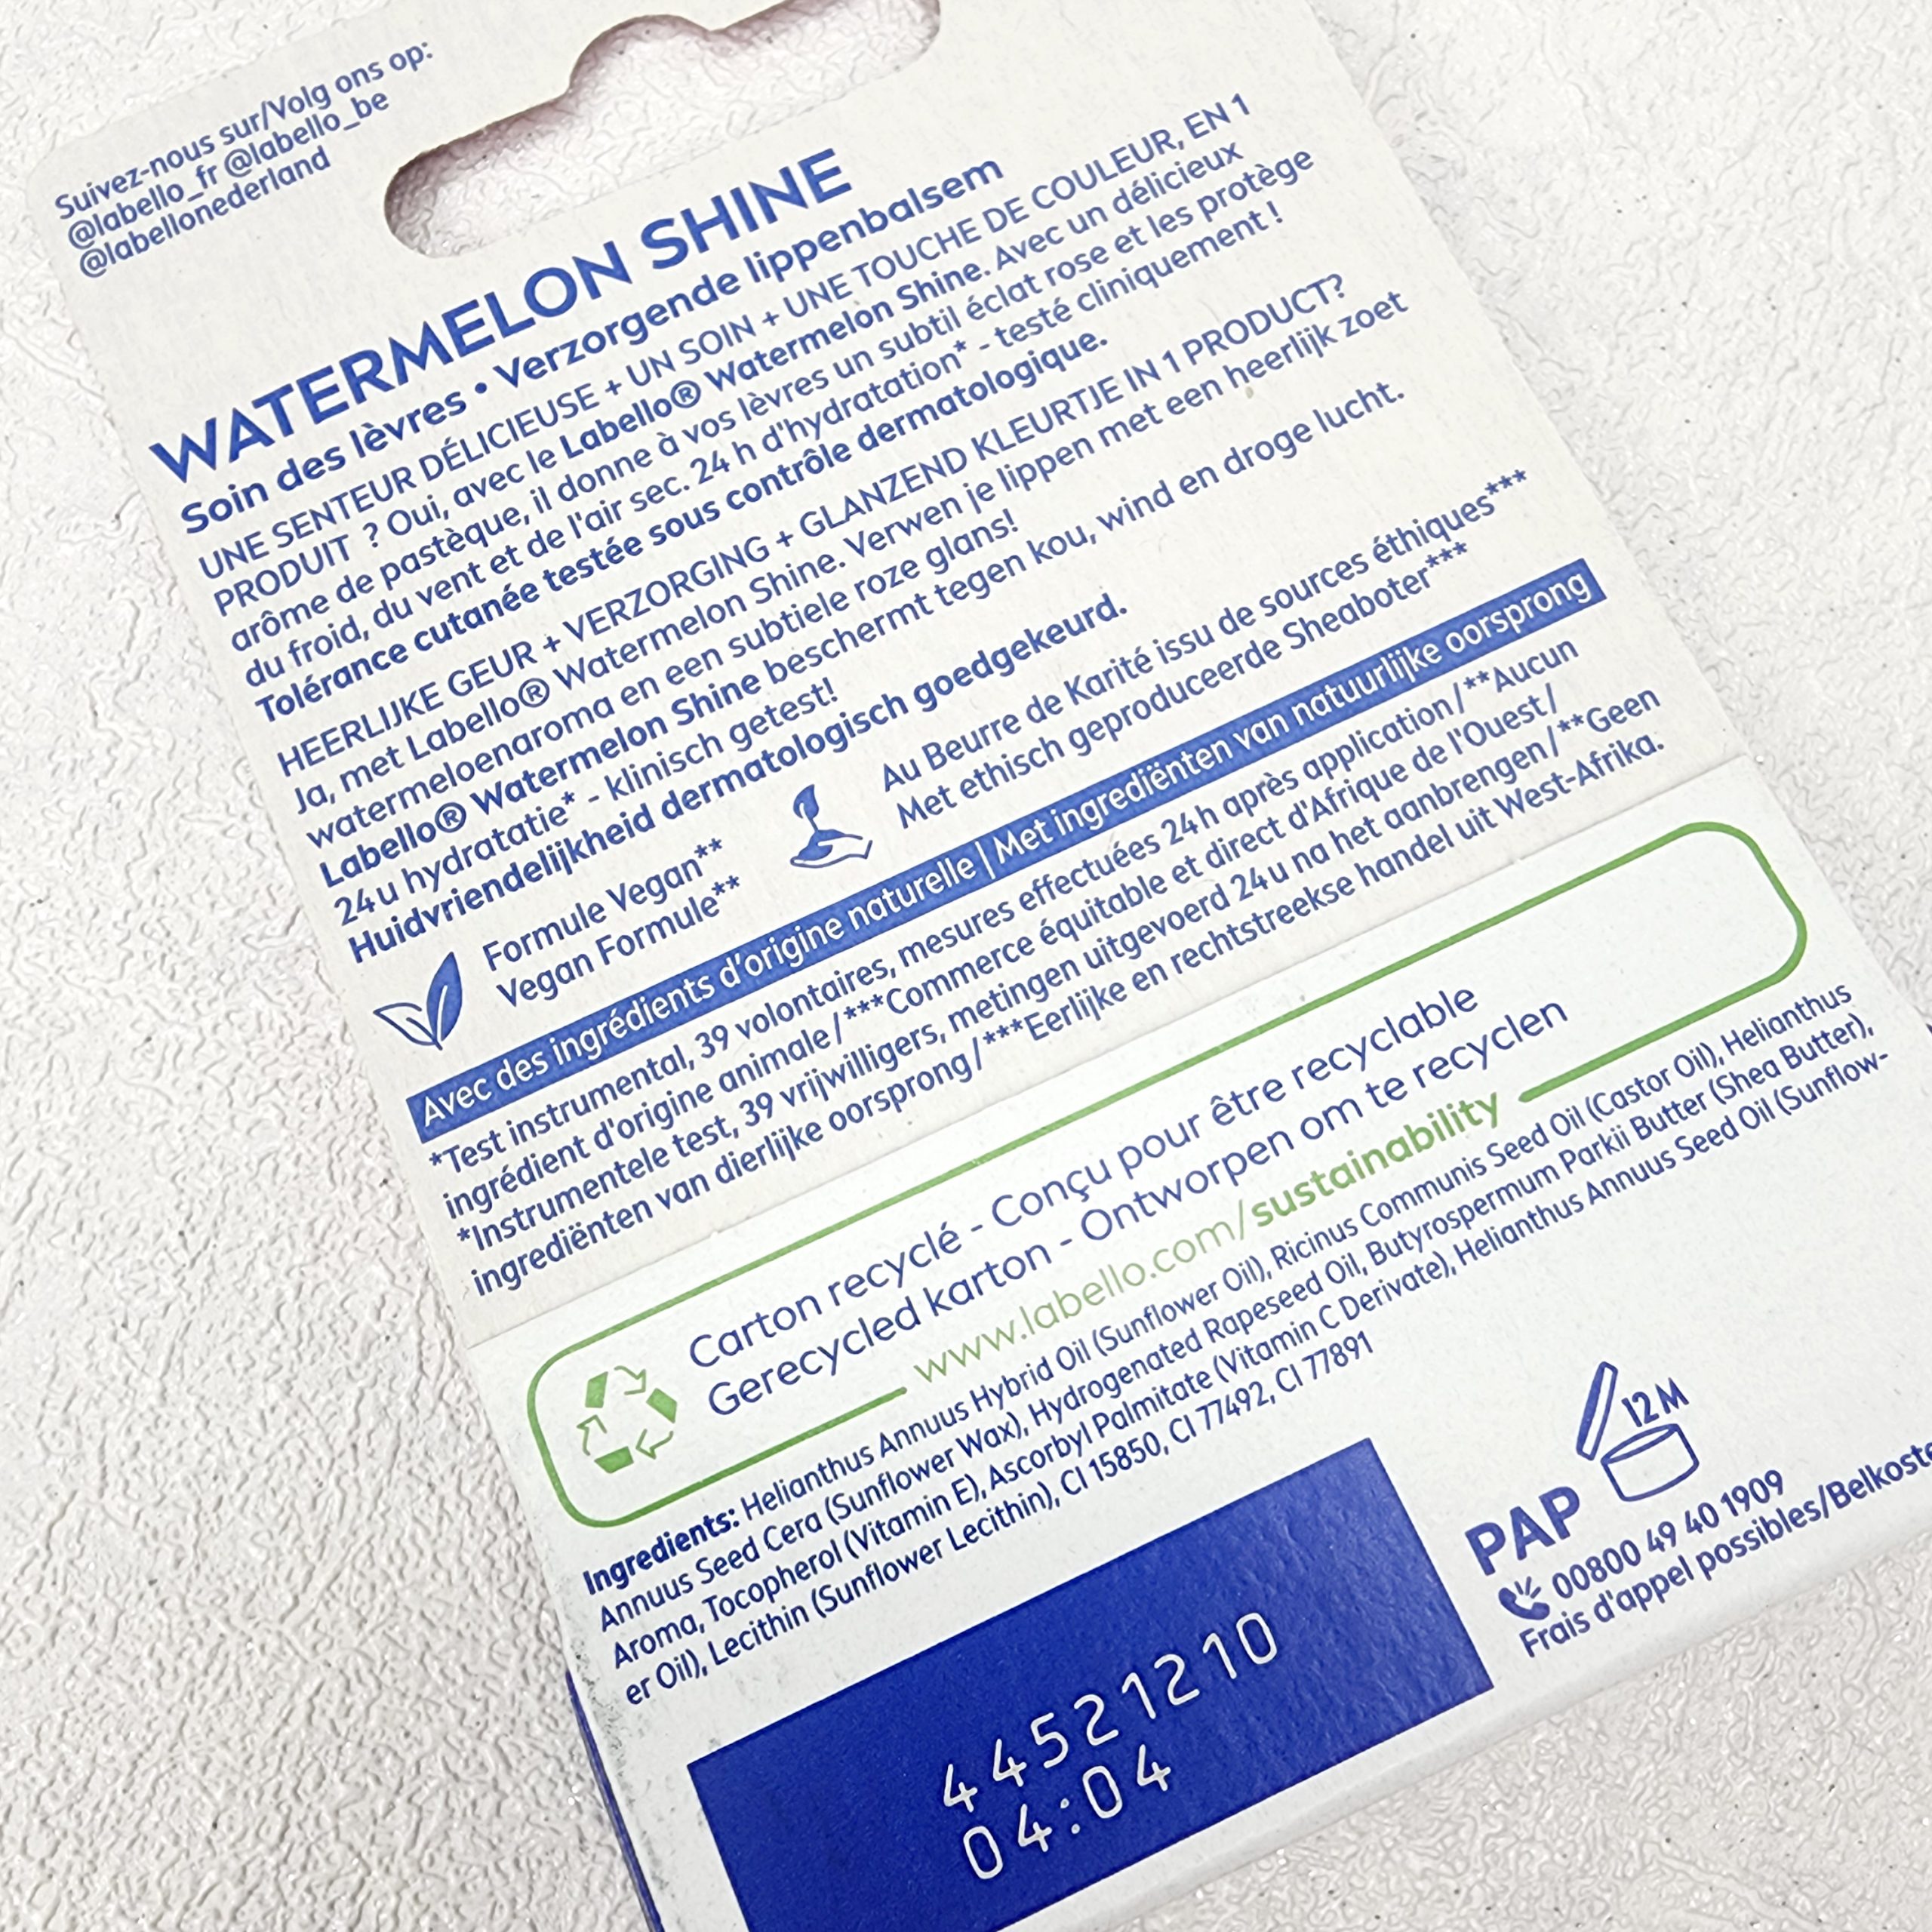 Suivez-nous sur/Volg ons op:
@labello_fr @labello_be
@labellonederland
WATERMELON SHINE
Soin des lèvres • Verzorgende lippenbalsem
UNE SENTEUR DÉLICIEUSE + UN SOIN + UNE TOUCHE DE COULEUR, EN 1
PRODUIT ? Oui, avec le Labello® Watermelon Shine. Avec un délicieux
arôme de pastèque, il donne à vos lèvres un subtil éclat rose et les protège
du froid, du vent et de l'air sec. 24 h d'hydratation* - testé cliniquement !
Tolérance cutanée testée sous contrôle dermatologique.
HEERLIJKE GEUR + VERZORGING + GLANZEND KLEURTJE IN 1 PRODUCT?
Ja, met Labello® Watermelon Shine. Verwen je lippen met een heerlijk zoet
watermeloenaroma en een subtiele roze glans!
Labello® Watermelon Shine beschermt tegen kou, wind en droge lucht.
24u hydratatie* - klinisch getest!
Huidvriendelijkheid dermatologisch goedgekeurd.
Formule Vegan**
Vegan Formule**
Au Beurre de Karité issu de sources éthiques***
Met ethisch geproduceerde Sheaboter***
Avec des ingrédients d'origine naturelle | Met ingrediënten van natuurlijke oorsprong
*Test instrumental, 39 volontaires, mesures effectuées 24h après application/**Aucun
ingrédient d'origine animale/***Commerce équitable et direct d'Afrique de l'Ouest/
*Instrumentele test, 39 vrijwilligers, metingen uitgevoerd 24u na het aanbrengen/**Geen
ingrediënten van dierlijke oorsprong/***Eerlijke en rechtstreekse handel uit West-Afrika.
Carton recyclé - Conçu pour être recyclable
Gerecycled karton - Ontworpen om te recyclen
www.labello.com/sustainability
Ingredients: Helianthus Annuus Hybrid Oil (Sunflower Oil), Ricinus Communis Seed Oil (Castor Oil), Helianthus
Annuus Seed Cera (Sunflower Wax), Hydrogenated Rapeseed Oil, Butyrospermum Parkii Butter (Shea Butter),
Aroma, Tocopherol (Vitamin E), Ascorbyl Palmitate (Vitamin C Derivate), Helianthus Annuus Seed Oil (Sunflow-
er Oil), Lecithin (Sunflower Lecithin), CI 15850, CI 77492, CI 77891
12M
PAP
00800 49 40 1909
Frais d'appel possibles/Belkoste
44521210
04:04